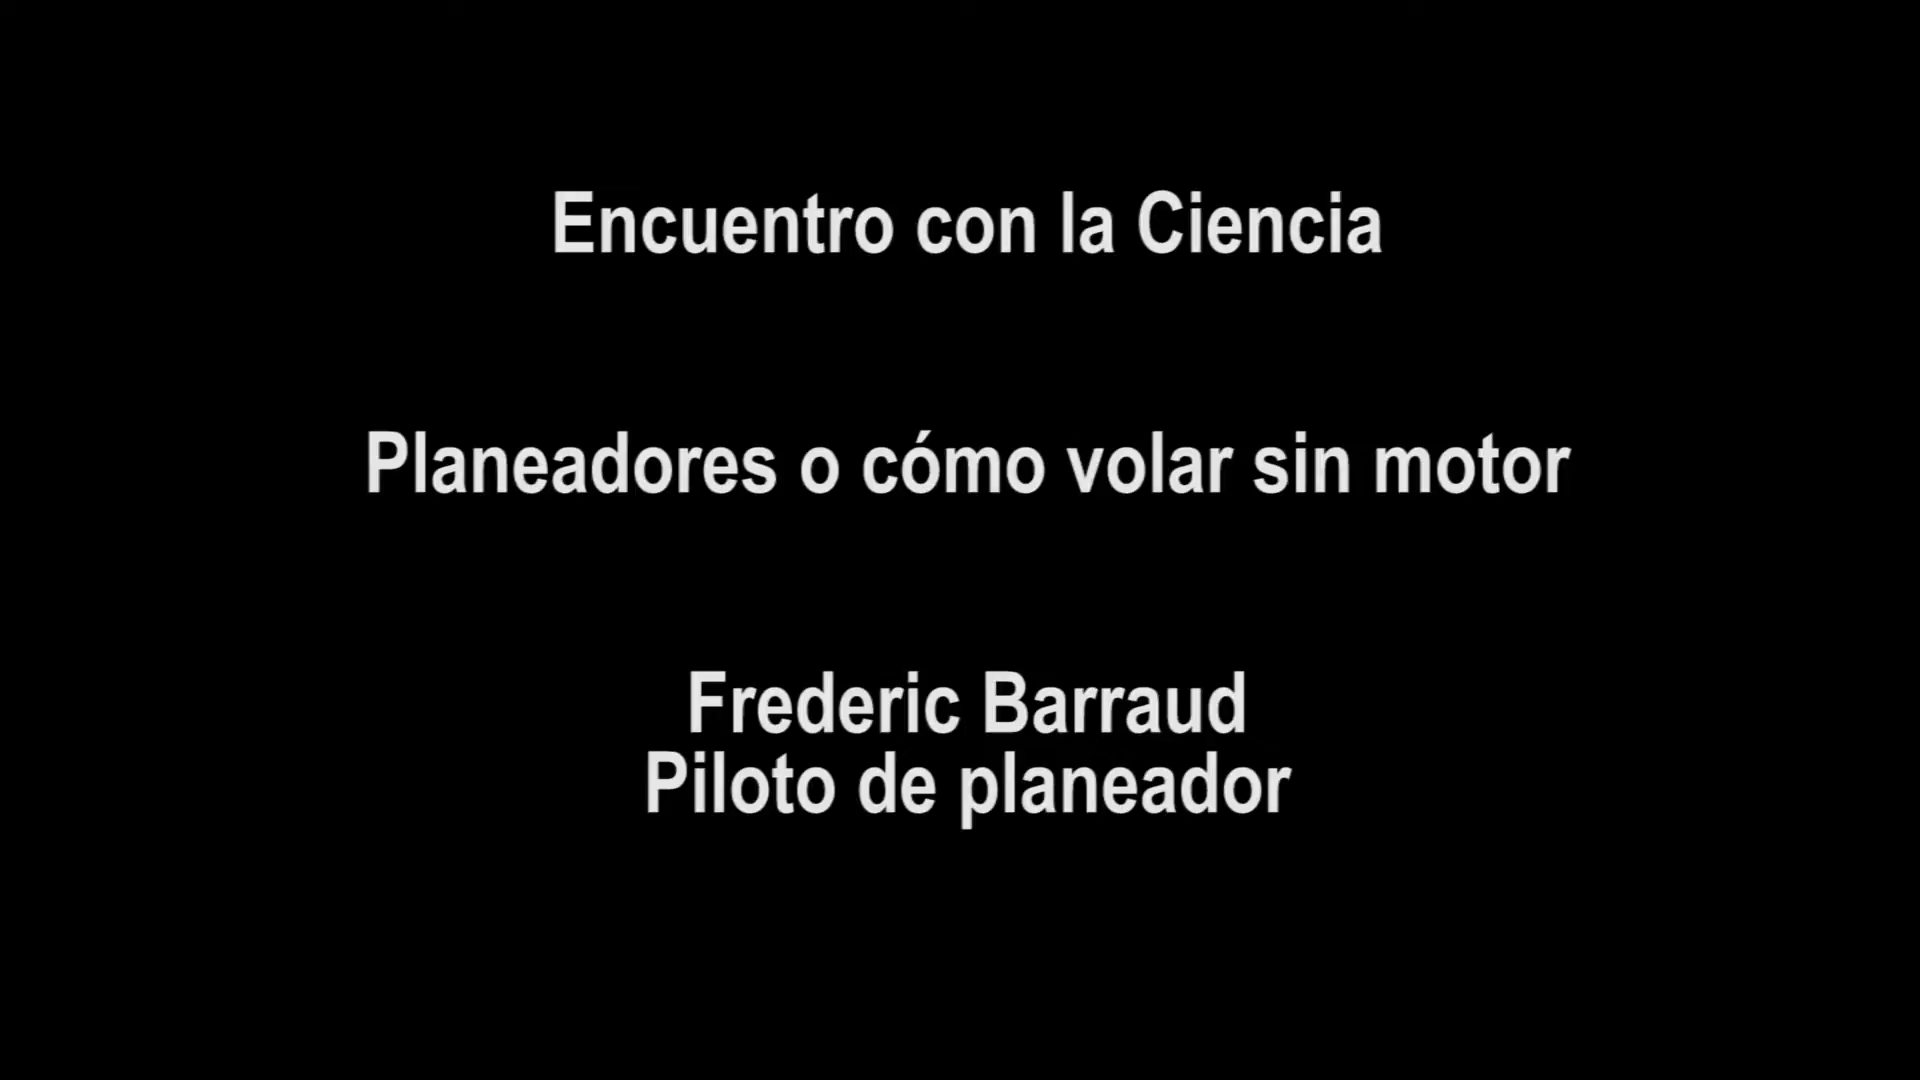 Encuentro con la Ciencia
Planeadores o cómo volar sin motor
Frederic Barraud
Piloto de planeador